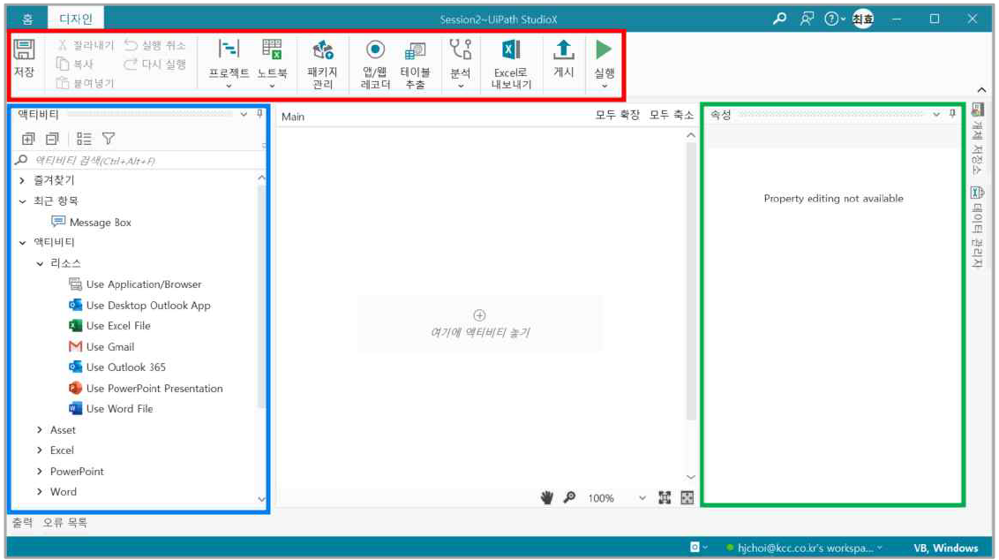 홈 디자인 Session2~UiPath StudioX 최효
저장 잘라내기 실행 취소
복사 다시 실행
붙여넣기
프로젝트 노트북 패키지 관리 앱/웹 레코더 테이블 추출 분석 Excel로 내보내기 게시 실행
액티비티
액티비티 검색(Ctrl+Alt+F)
즐겨찾기
최근 항목
Message Box
액티비티
리소스
Use Application/Browser
Use Desktop Outlook App
Use Excel File
Use Gmail
Use Outlook 365
Use PowerPoint Presentation
Use Word File
Asset
Excel
PowerPoint
Word
Main 모두 확장 모두 축소
여기에 액티비티 놓기
100%
속성
Property editing not available
개체 저장소
데이터 관리자
출력 오류 목록
hjchoi@kcc.co.kr's workspa... VB, Windows